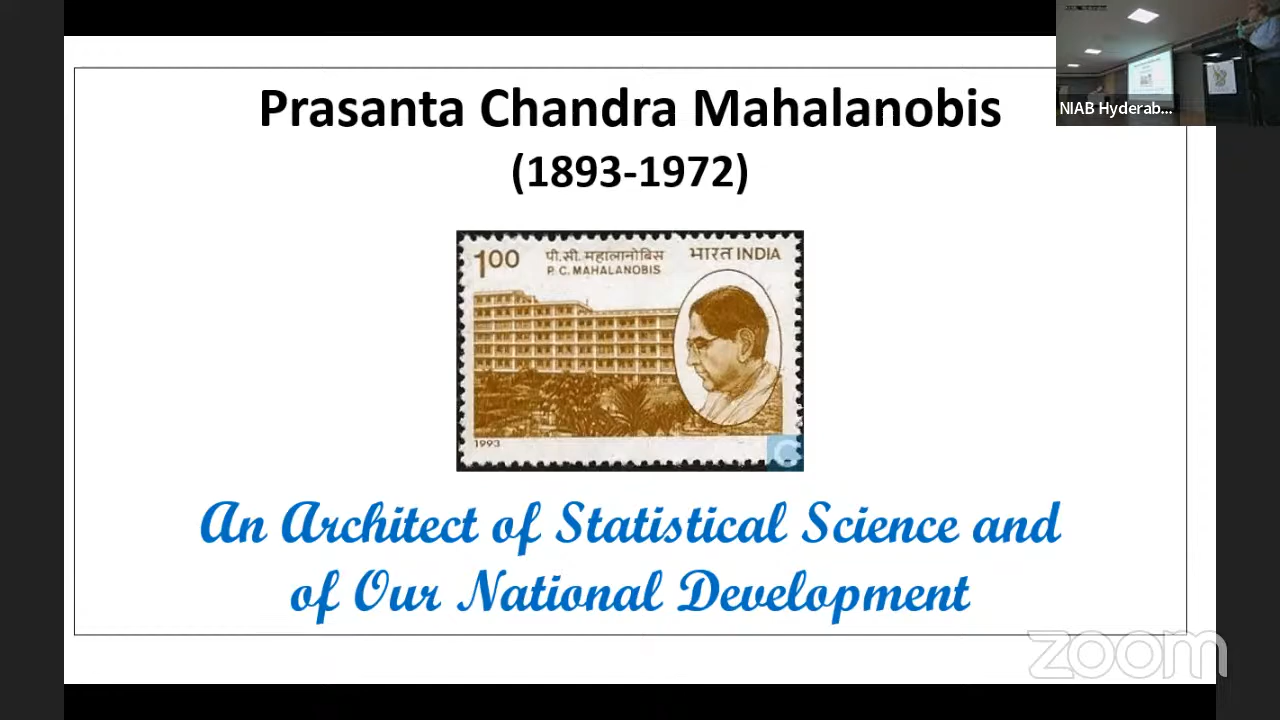 Prasanta Chandra Mahalanobis
(1893-1972)
NIAB Hyderab...
1.00
पी.सी. महालानोबिस
P. C. MAHALANOBIS
भारत INDIA
1993
An Architect of Statistical Science and
of Our National Development
zoom